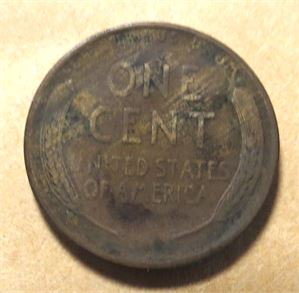 ONE
CENT
UNITED STATES
OF AMERICA